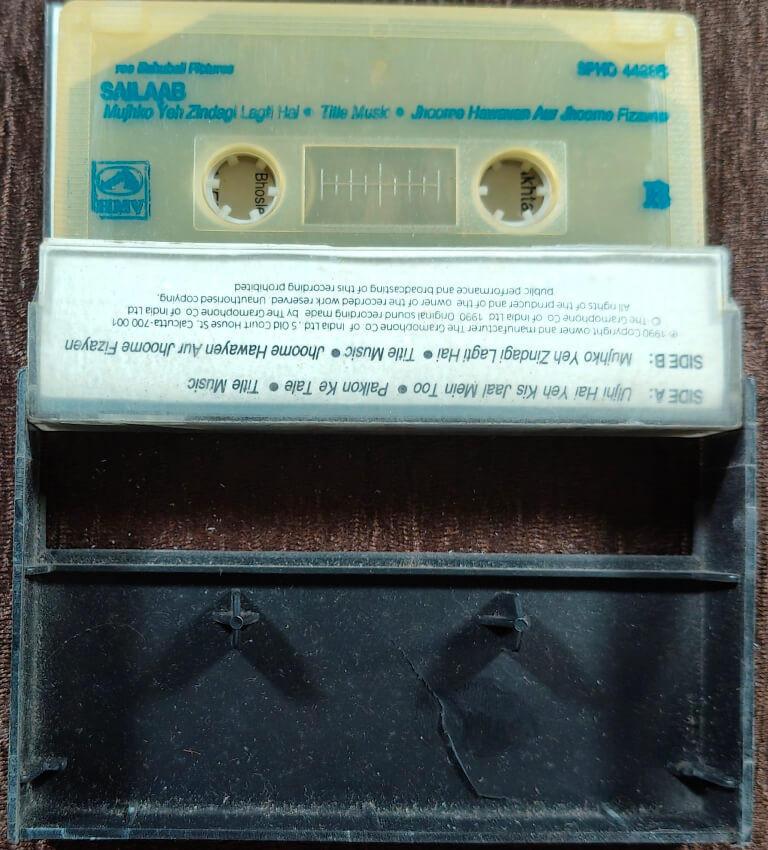 ree Bahubali Pictures
SPHO 44286
SAILAAB
Mujhko Yeh Zindagi Lagti Hai • Title Music • Jhoome Hawayen Aur Jhoome Fizayen
Bhosle
khta
B
SIDE A: Uljhi Hai Yeh Kis Jaal Mein Too • Palkon Ke Tale • Title Music
SIDE B: Mujhko Yeh Zindagi Lagti Hai • Title Music • Jhoome Hawayen Aur Jhoome Fizayen
℗ 1990 Copyright owner and manufacturer The Gramophone Co of India Ltd., 5 Old Court House St. Calcutta-700 001
© The Gramophone Co of India Ltd 1990 Original sound recording made by The Gramophone Co of India Ltd
All rights of the producer and of the owner of the recorded work reserved. Unauthorised copying,
public performance and broadcasting of this recording prohibited